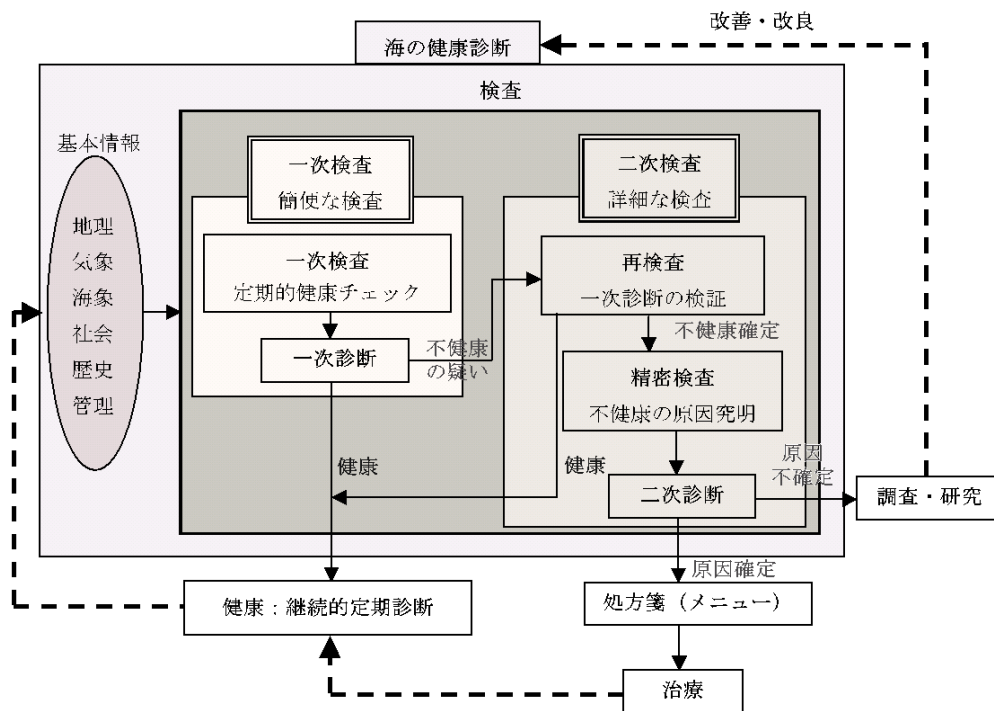 改善・改良
海の健康診断
検査
基本情報
地理
気象
海象
社会
歴史
管理
一次検査
簡便な検査
一次検査
定期的健康チェック
一次診断
不健康
の疑い
二次検査
詳細な検査
再検査
一次診断の検証
不健康確定
精密検査
不健康の原因究明
健康
健康
二次診断
原因
不確定
調査・研究
原因確定
健康：継続的定期診断
処方箋（メニュー）
治療